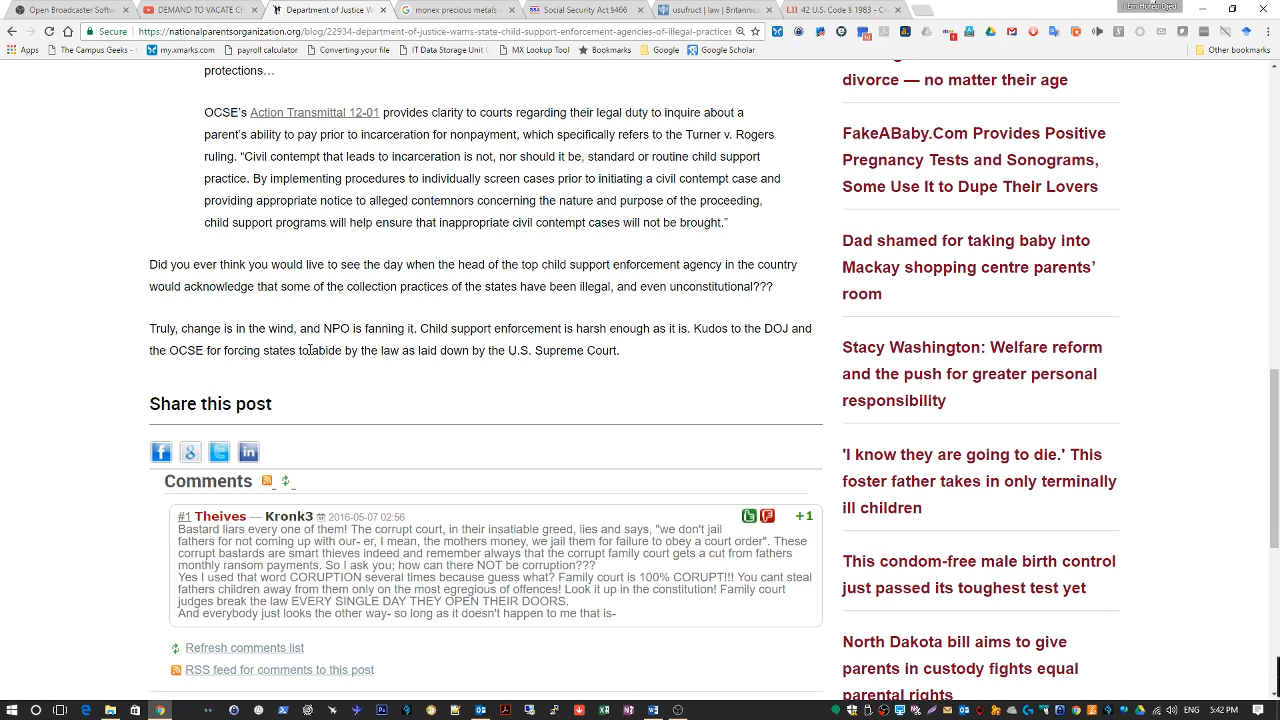 Open Broadcaster Softw
DEMAND TO VACATE CH
Department of Justice W
monex precious metals -
Social Security Act §466
usufruct | law | Britannica
42 U.S. Code § 1983 - Ci
Secure
https://nationalparentsorganization.org/blog/22934-department-of-justice-warns-state-child-support-enforcement-agencies-of-illegal-practices
Apps
The Campus Geeks -
my.xmarks.com
payroll calculator
Converting your file
IT Data Storage Unit
MX Lookup Tool
Bookmarks
Google
Google Scholar
Other bookmarks
protections…
OCSE's Action Transmittal 12-01 provides clarity to courts regarding their legal duty to inquire about a
parent's ability to pay prior to incarceration for nonpayment, which specifically refers to the Turner v. Rogers
ruling. “Civil contempt that leads to incarceration is not, nor should it be, standard or routine child support
practice. By implementing procedures to individually screen cases prior to initiating a civil contempt case and
providing appropriate notice to alleged contemnors concerning the nature and purpose of the proceeding,
child support programs will help ensure that inappropriate civil contempt cases will not be brought.”
Did you ever think you would live to see the day when the head of the top child support enforcement agency in the country
would acknowledge that some of the collection practices of the states have been illegal, and even unconstitutional???
Truly, change is in the wind, and NPO is fanning it. Child support enforcement is harsh enough as it is. Kudos to the DOJ and
the OCSE for forcing states to abide by the law as laid down by the U.S. Supreme Court.
Share this post
Comments
#1 Theives — Kronk3 2016-05-07 02:56
+1
Bastard liars every one of them! The corrupt court, in their insatiable greed, lies and says, "we don't jail
fathers for not coming up with our- er, I mean, the mothers money, we jail them for failure to obey a court order". These
corrupt bastards are smart thieves indeed and remember always that the corrupt family court gets a cut from fathers
monthly ransom payments. So I ask you; how can there NOT be corruption???
Yes I used that word CORUPTION several times because guess what? Family court is 100% CORUPT!!! You cant steal
fathers children away from them only on the most egregious of offences! Look it up in the constitution! Family court
judges break the law EVERY SINGLE DAY THEY OPEN THEIR DOORS.
And everybody just looks the other way- so long as it doesn't happen to me that is-
Refresh comments list
RSS feed for comments to this post
divorce — no matter their age
FakeABaby.Com Provides Positive
Pregnancy Tests and Sonograms,
Some Use It to Dupe Their Lovers
Dad shamed for taking baby into
Mackay shopping centre parents'
room
Stacy Washington: Welfare reform
and the push for greater personal
responsibility
'I know they are going to die.' This
foster father takes in only terminally
ill children
This condom-free male birth control
just passed its toughest test yet
North Dakota bill aims to give
parents in custody fights equal
parental rights
5:42 PM